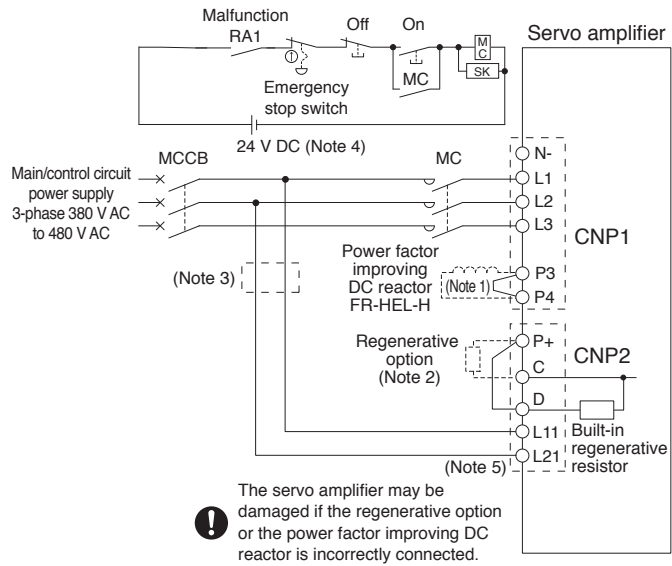 Malfunction
RA1
Off
On
MC
SK
MC
Emergency
stop switch
24 V DC (Note 4)
Servo amplifier
Main/control circuit
power supply
3-phase 380 V AC
to 480 V AC
MCCB
MC
N-
L1
L2
L3
CNP1
(Note 3)
Power factor
improving
DC reactor
FR-HEL-H
(Note 1)
P3
P4
Regenerative
option
(Note 2)
P+
C
D
L11
L21
CNP2
Built-in
regenerative
resistor
(Note 5)
The servo amplifier may be
damaged if the regenerative option
or the power factor improving DC
reactor is incorrectly connected.